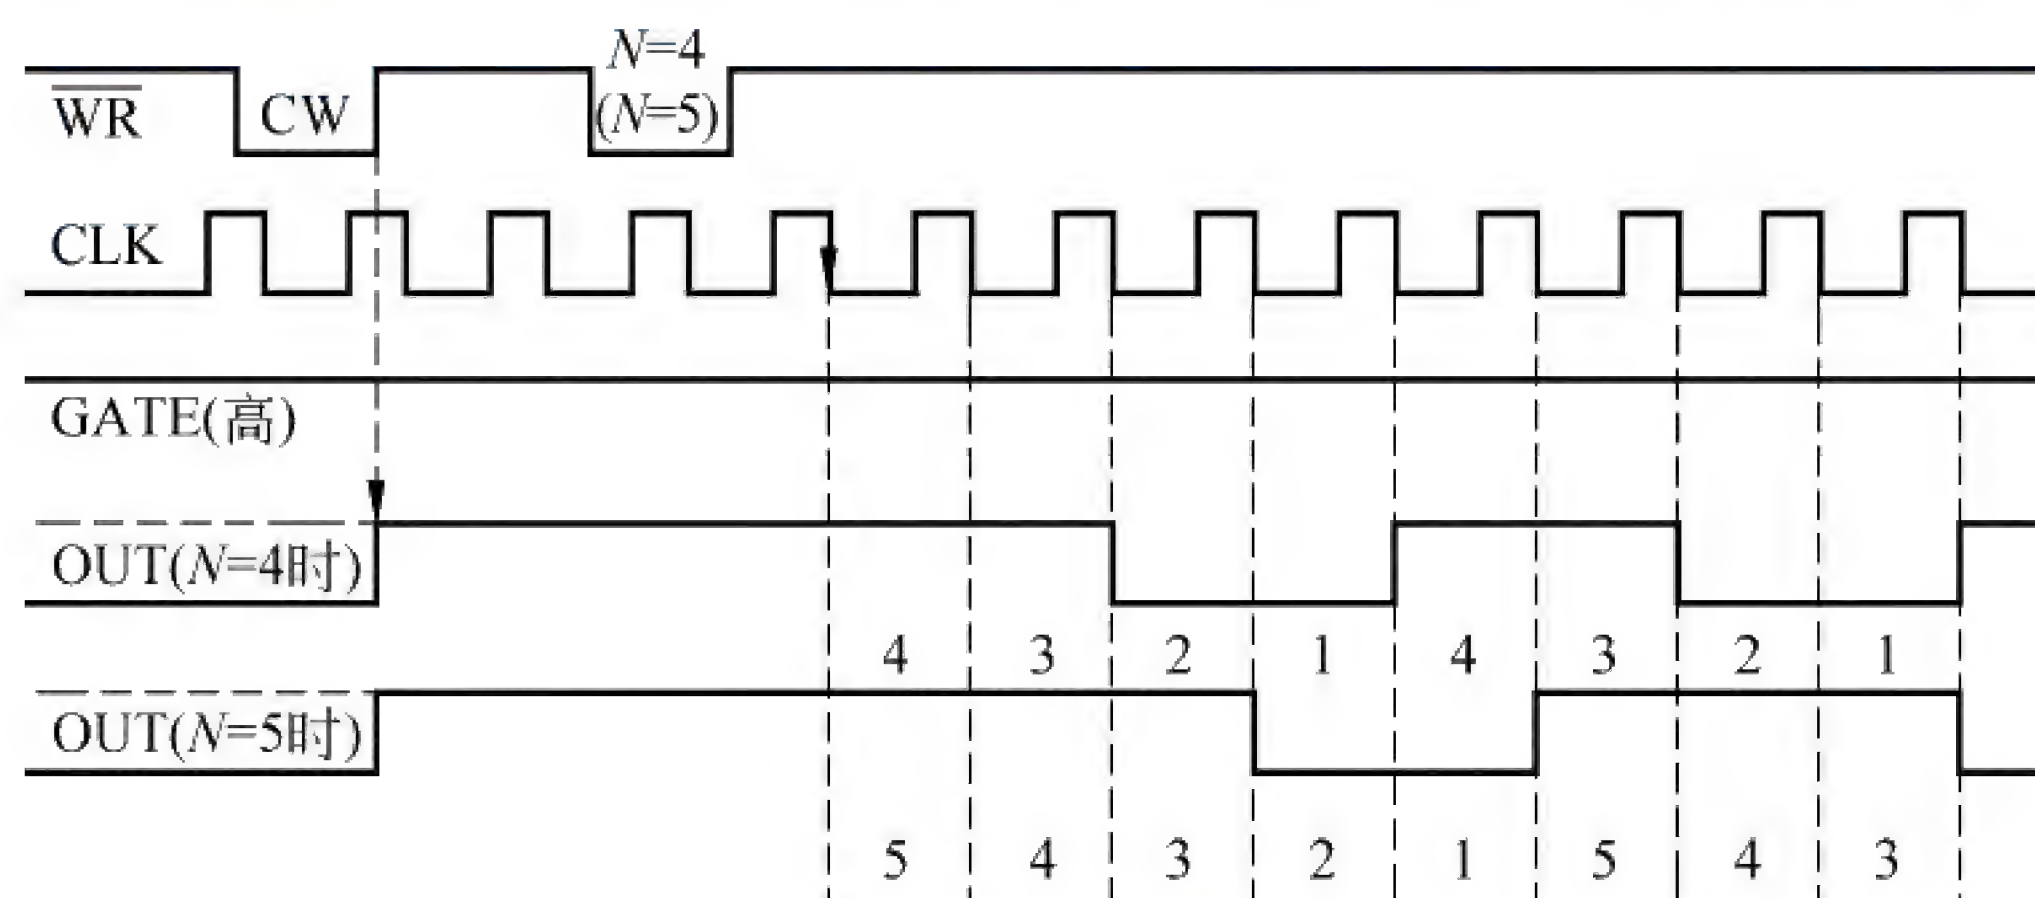 N=4
W̅R̅ CW (N=5)
CLK
GATE(高)
OUT(N=4时)
4 3 2 1 4 3 2 1
OUT(N=5时)
5 4 3 2 1 5 4 3